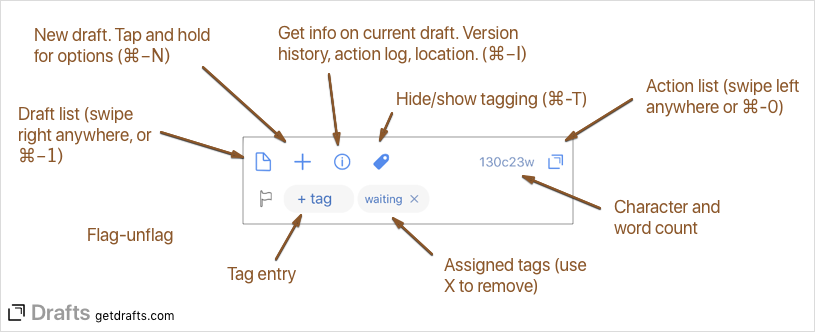 New draft. Tap and hold
for options (⌘–N)
Get info on current draft. Version
history, action log, location. (⌘–I)
Hide/show tagging (⌘-T)
Action list (swipe left
anywhere or ⌘-0)
Draft list (swipe
right anywhere, or
⌘–1)
130c23w
+ tag
waiting ×
Character and
word count
Flag-unflag
Tag entry
Assigned tags (use
X to remove)
Drafts getdrafts.com